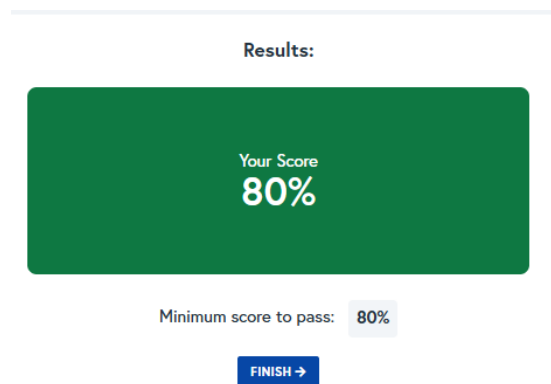 Results:
Your Score
80%
Minimum score to pass: 80%
FINISH →